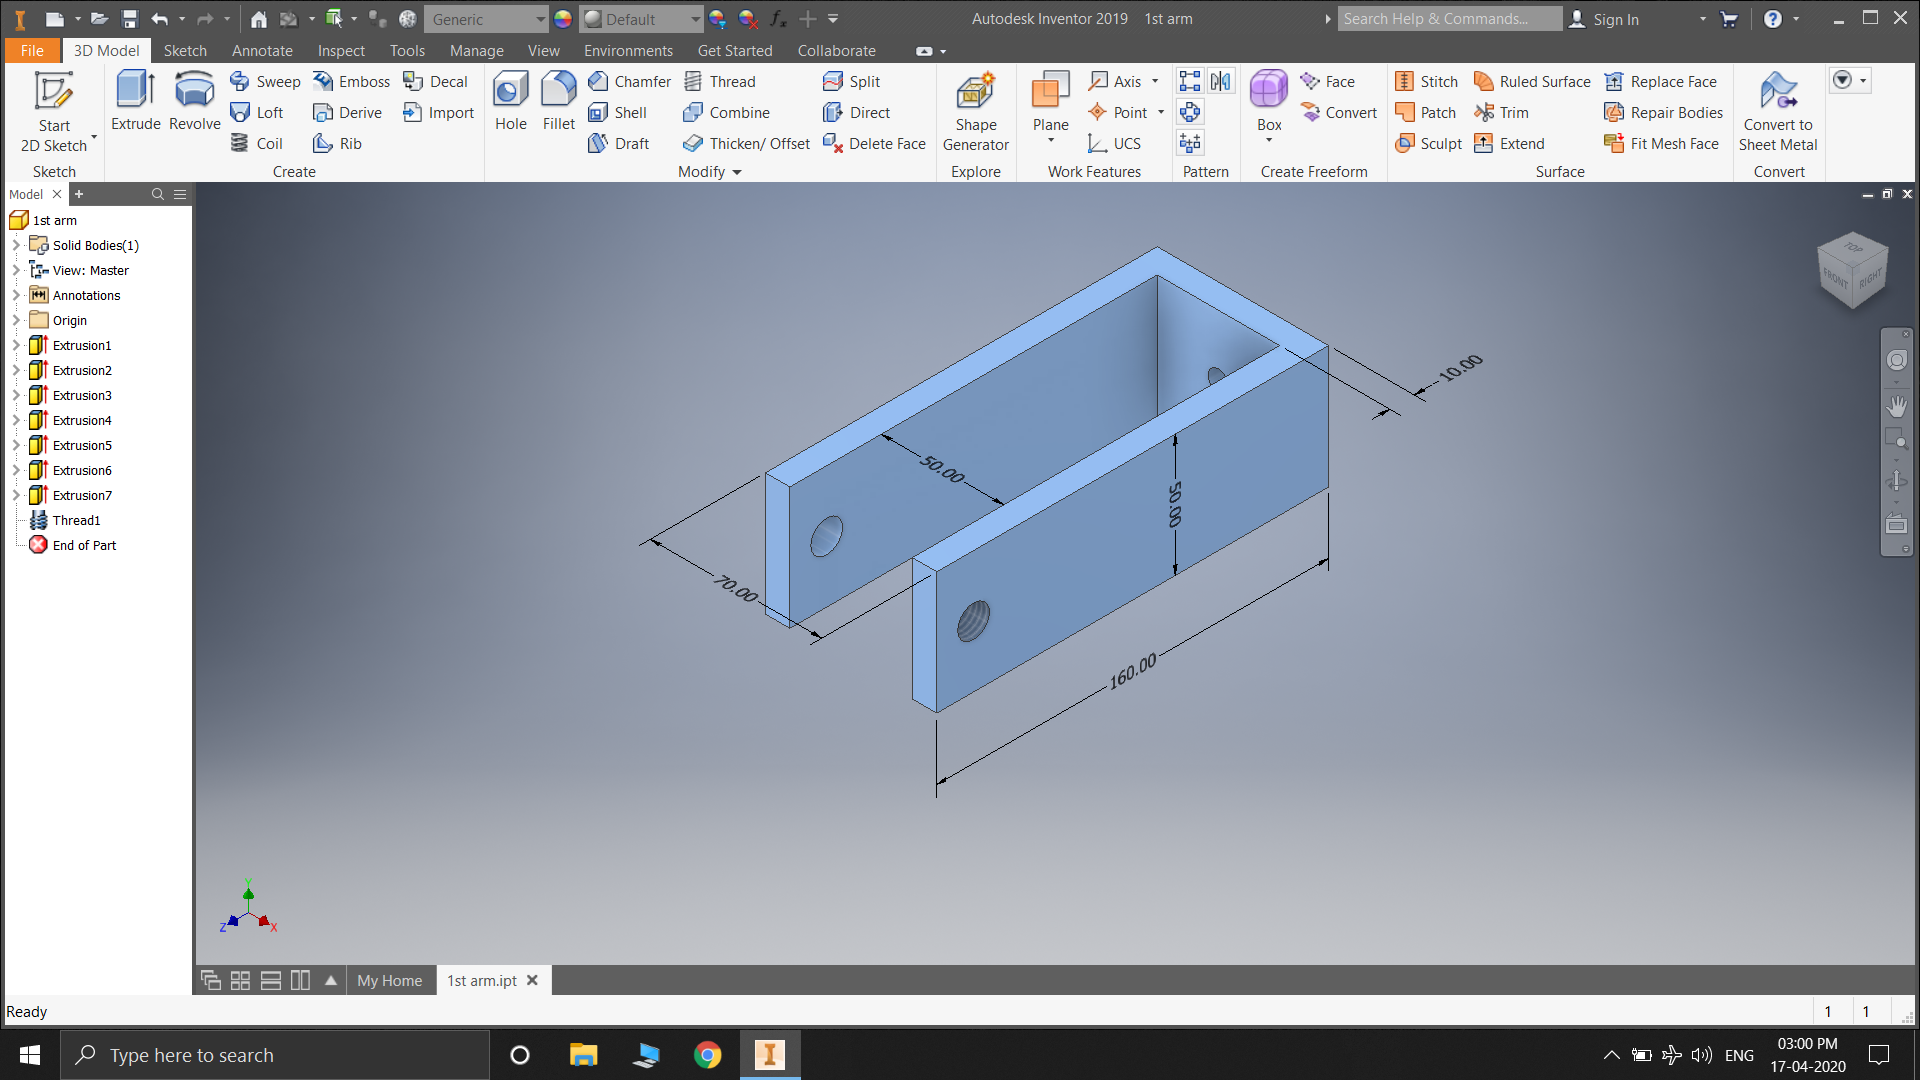 Generic
Default
fx
Autodesk Inventor 2019 1st arm
Search Help & Commands...
Sign In
File 3D Model Sketch Annotate Inspect Tools Manage View Environments Get Started Collaborate
Start
2D Sketch
Extrude
Revolve
Sweep
Loft
Coil
Emboss
Derive
Rib
Decal
Import
Hole
Fillet
Chamfer
Shell
Draft
Thread
Combine
Thicken/ Offset
Split
Direct
Delete Face
Shape
Generator
Plane
Axis
Point
UCS
Box
Face
Convert
Stitch
Patch
Sculpt
Ruled Surface
Trim
Extend
Replace Face
Repair Bodies
Fit Mesh Face
Convert to
Sheet Metal
Sketch Create Modify Explore Work Features Pattern Create Freeform Surface Convert
Model
1st arm
Solid Bodies(1)
View: Master
Annotations
Origin
Extrusion1
Extrusion2
Extrusion3
Extrusion4
Extrusion5
Extrusion6
Extrusion7
Thread1
End of Part
TOP
FRONT
RIGHT
10.00
50.00
50.00
70.00
160.00
Y
Z
X
My Home 1st arm.ipt
Ready
1 1
Type here to search
ENG
03:00 PM
17-04-2020